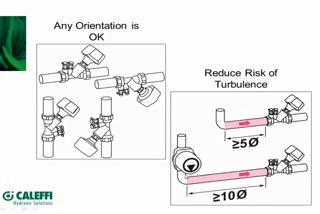 Any Orientation is
OK
Reduce Risk of
Turbulence
≥5Ø
≥10Ø
CALEFFI
Hydronic Solutions